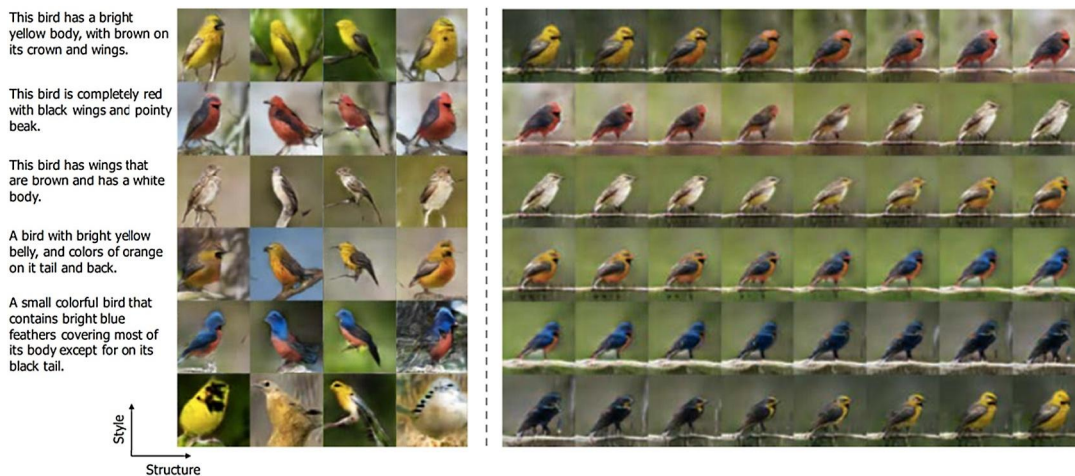 This bird has a bright
yellow body, with brown on
its crown and wings.
This bird is completely red
with black wings and pointy
beak.
This bird has wings that
are brown and has a white
body.
A bird with bright yellow
belly, and colors of orange
on it tail and back.
A small colorful bird that
contains bright blue
feathers covering most of
its body except for on its
black tail.
Style
Structure